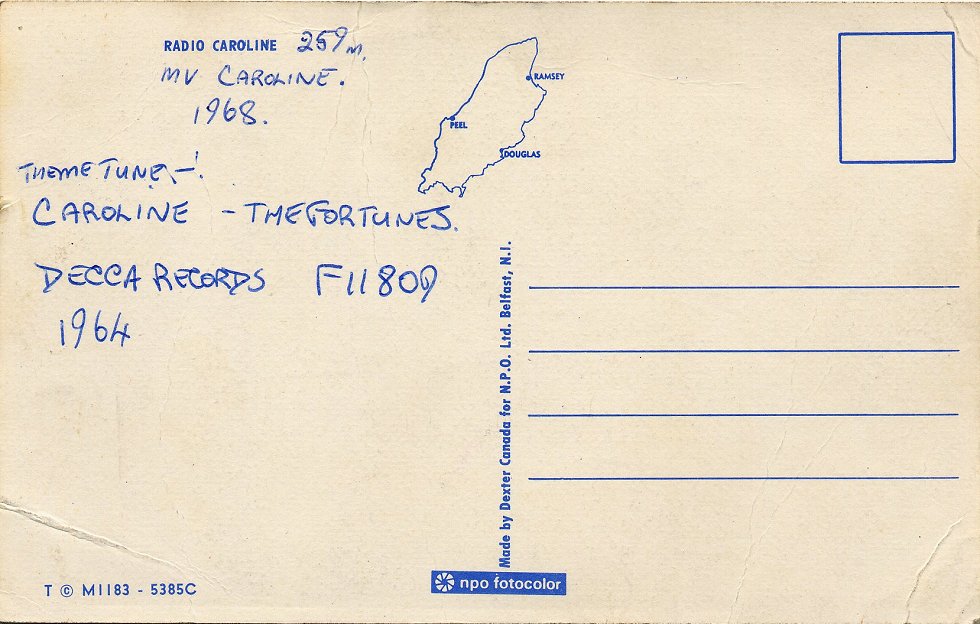 RADIO CAROLINE 259 M.
MV CAROLINE.
1968.
THEME TUNE,-!
CAROLINE - THE FORTUNES.
DECCA RECORDS F11809
1964
RAMSEY
PEEL
DOUGLAS
Made by Dexter Canada for N.P.O. Ltd. Belfast, N.I.
T © M1183 - 5385C
npo fotocolor